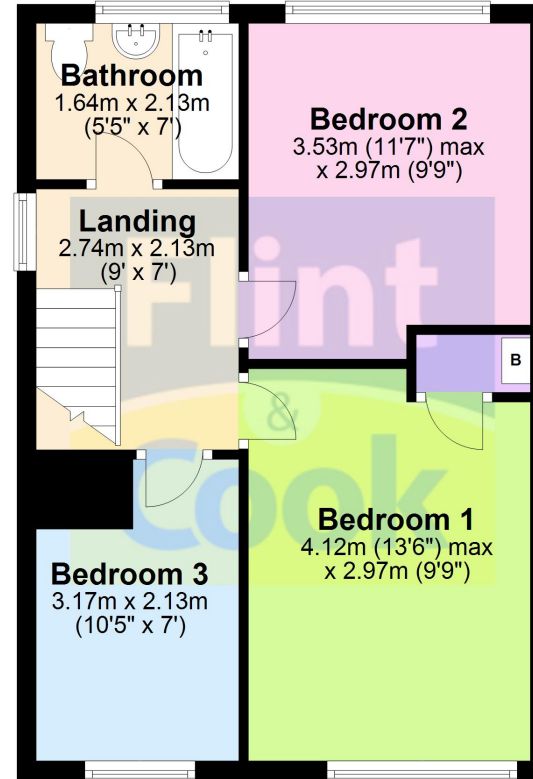 Bathroom
1.64m x 2.13m
(5'5" x 7')
Bedroom 2
3.53m (11'7") max
x 2.97m (9'9")
Landing
2.74m x 2.13m
(9' x 7')
Flint
B
&
Cook
Bedroom 1
4.12m (13'6") max
x 2.97m (9'9")
Bedroom 3
3.17m x 2.13m
(10'5" x 7')